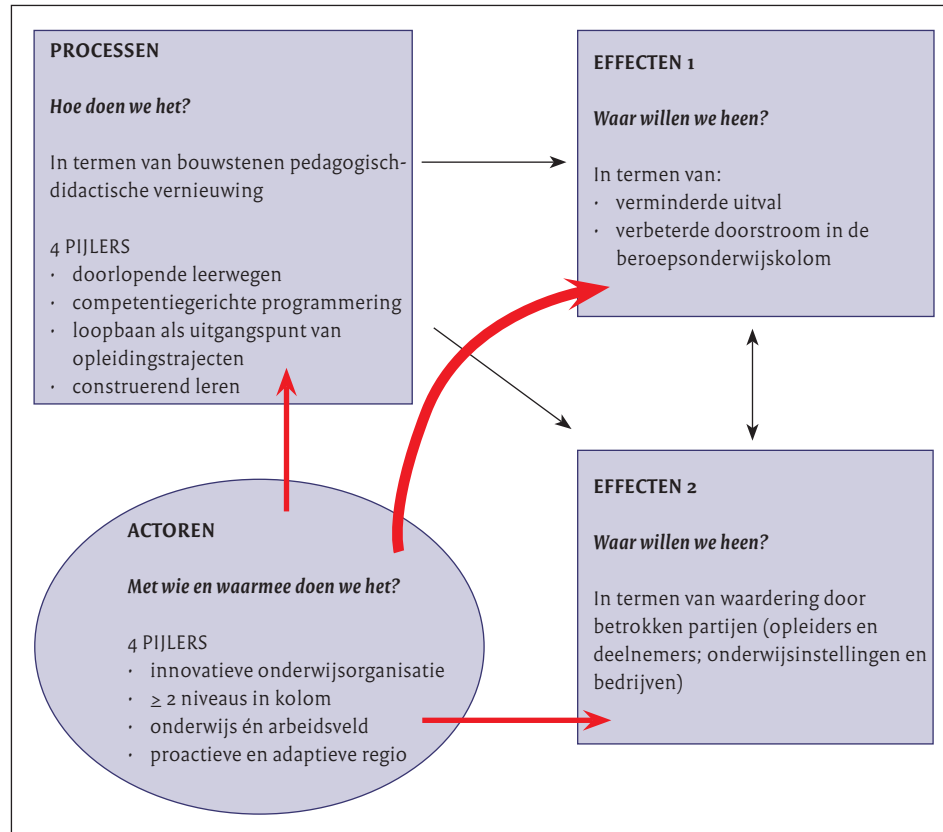 PROCESSEN
Hoe doen we het?
In termen van bouwstenen pedagogisch-
didactische vernieuwing
4 PIJLERS
· doorlopende leerwegen
· competentiegerichte programmering
· loopbaan als uitgangspunt van
opleidingstrajecten
· construerend leren
EFFECTEN 1
Waar willen we heen?
In termen van:
· verminderde uitval
· verbeterde doorstroom in de
beroepsonderwijskolom
ACTOREN
Met wie en waarmee doen we het?
4 PIJLERS
· innovatieve onderwijsorganisatie
· ≥ 2 niveaus in kolom
· onderwijs én arbeidsveld
· proactieve en adaptieve regio
EFFECTEN 2
Waar willen we heen?
In termen van waardering door
betrokken partijen (opleiders en
deelnemers; onderwijsinstellingen en
bedrijven)